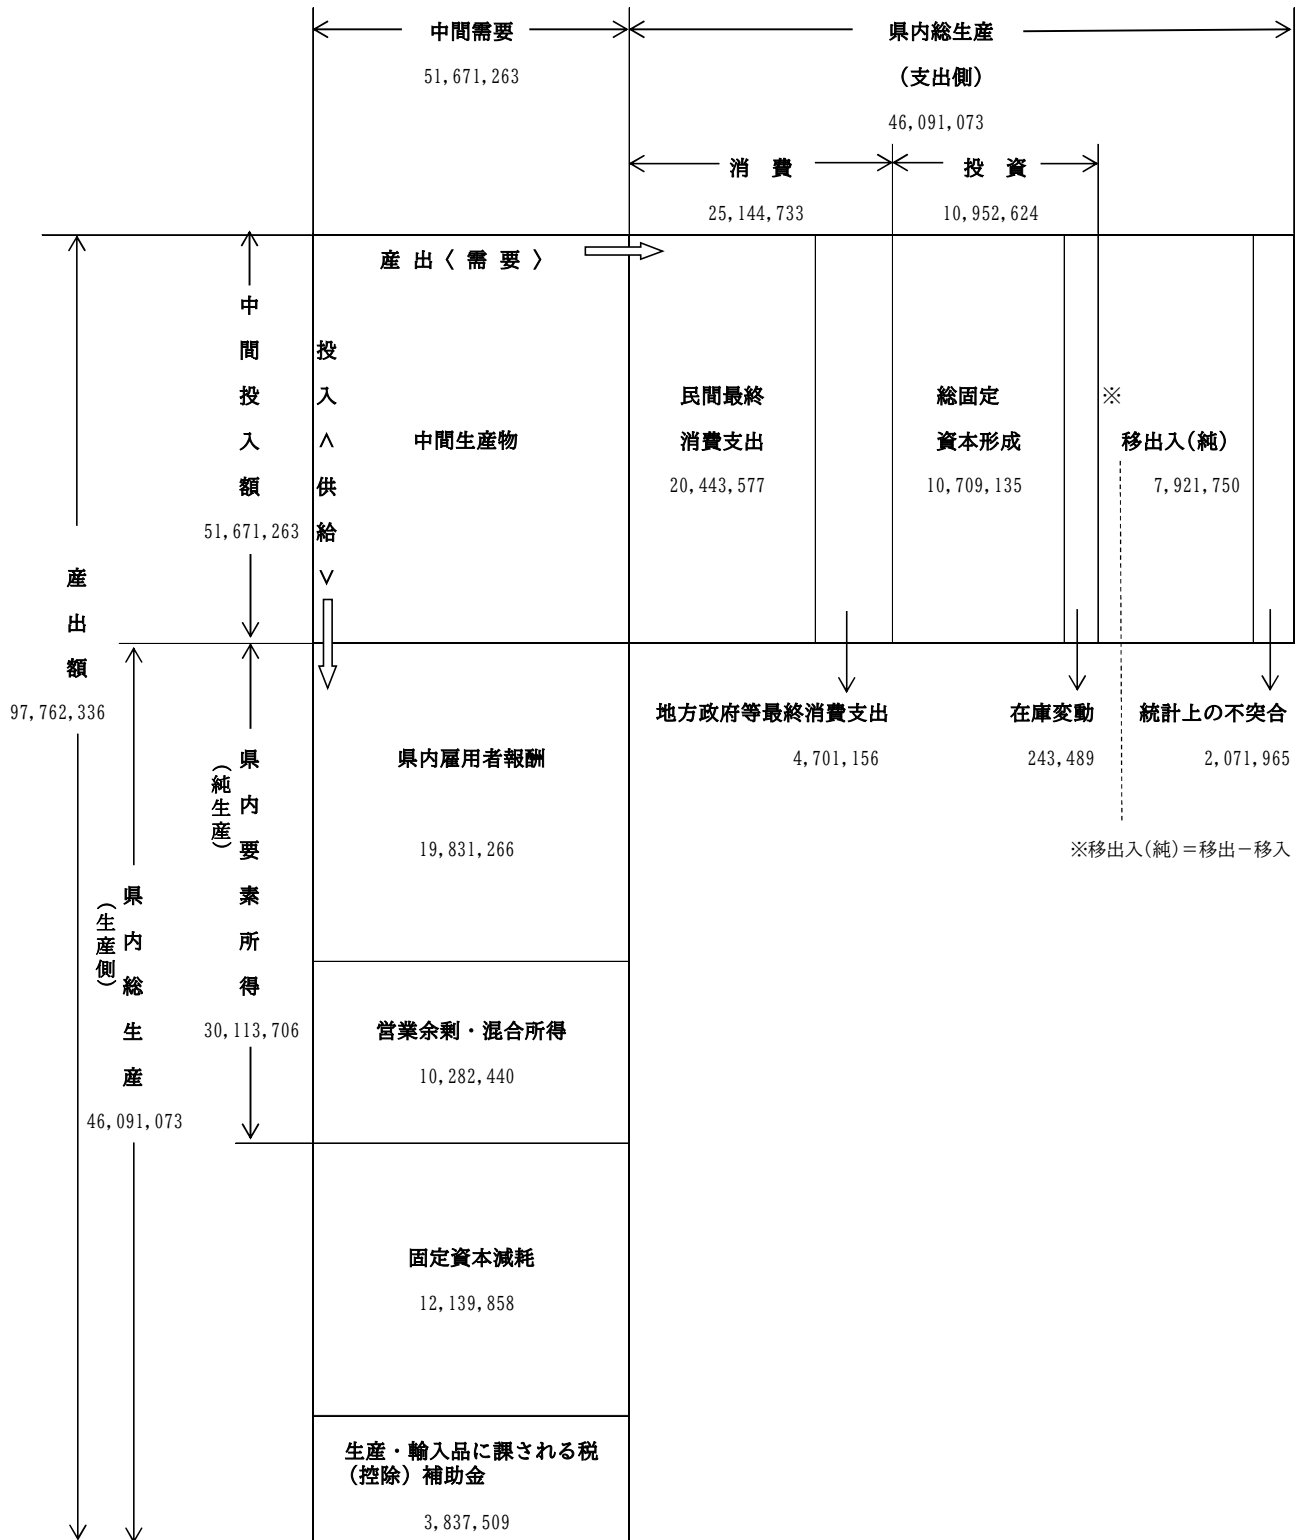 中間需要
51,671,263
県内総生産
（支出側）
46,091,073
消 費
25,144,733
投 資
10,952,624
産 出〈 需 要 〉
投入〈供給〉
中間投入額
51,671,263
中間生産物
民間最終
消費支出
20,443,577
総固定
資本形成
10,709,135
※
移出入(純)
7,921,750
産出額
97,762,336
地方政府等最終消費支出
4,701,156
在庫変動
243,489
統計上の不突合
2,071,965
※移出入(純)＝移出－移入
県内総生産
（生産側）
46,091,073
県内要素所得
（純生産）
30,113,706
県内雇用者報酬
19,831,266
営業余剰・混合所得
10,282,440
固定資本減耗
12,139,858
生産・輸入品に課される税
（控除）補助金
3,837,509